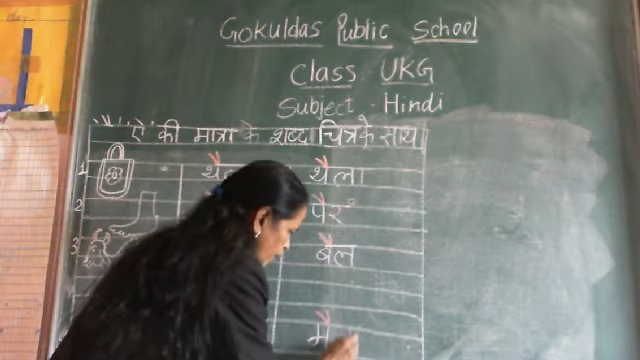 Gokuldas Public School
Class UKG
Subject - Hindi
ऐ की मात्रा के शब्द चित्र के साथ
1 थैला
2 पैर
3 बैल